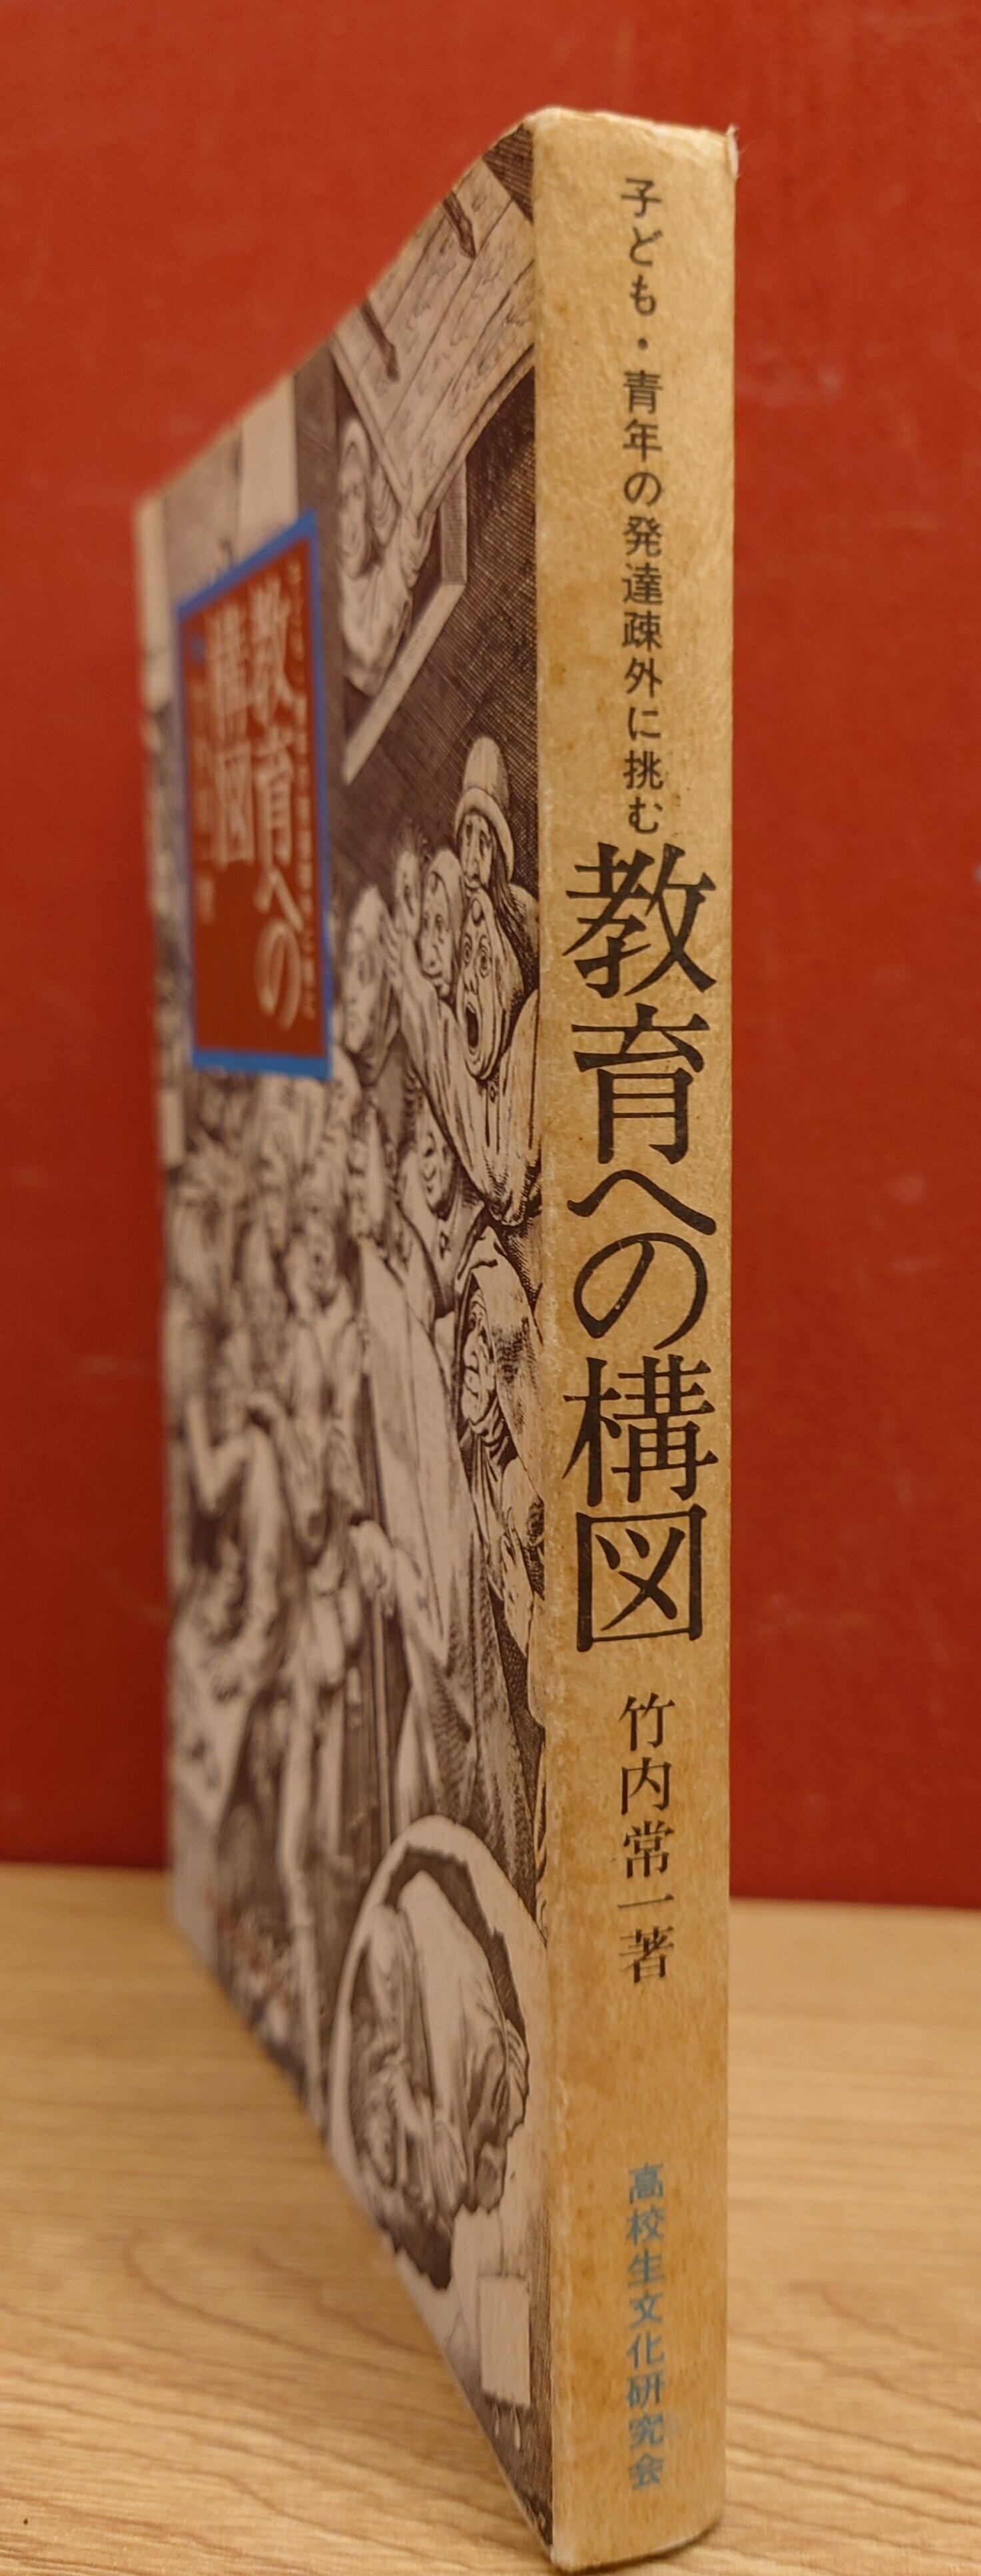 子ども・青年の発達疎外に挑む
教育への構図
竹内常一著
高校生文化研究会
教育への
構図